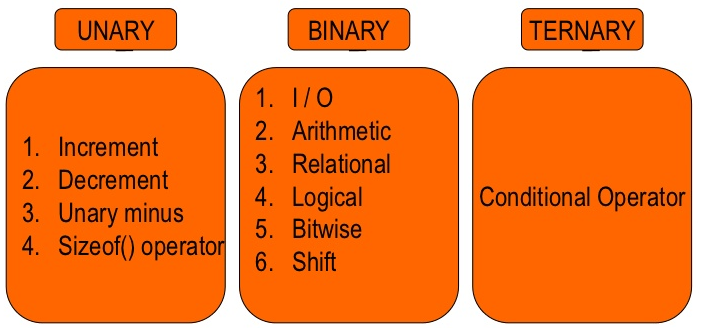 UNARY
1. Increment
2. Decrement
3. Unary minus
4. Sizeof() operator
BINARY
1. I / O
2. Arithmetic
3. Relational
4. Logical
5. Bitwise
6. Shift
TERNARY
Conditional Operator